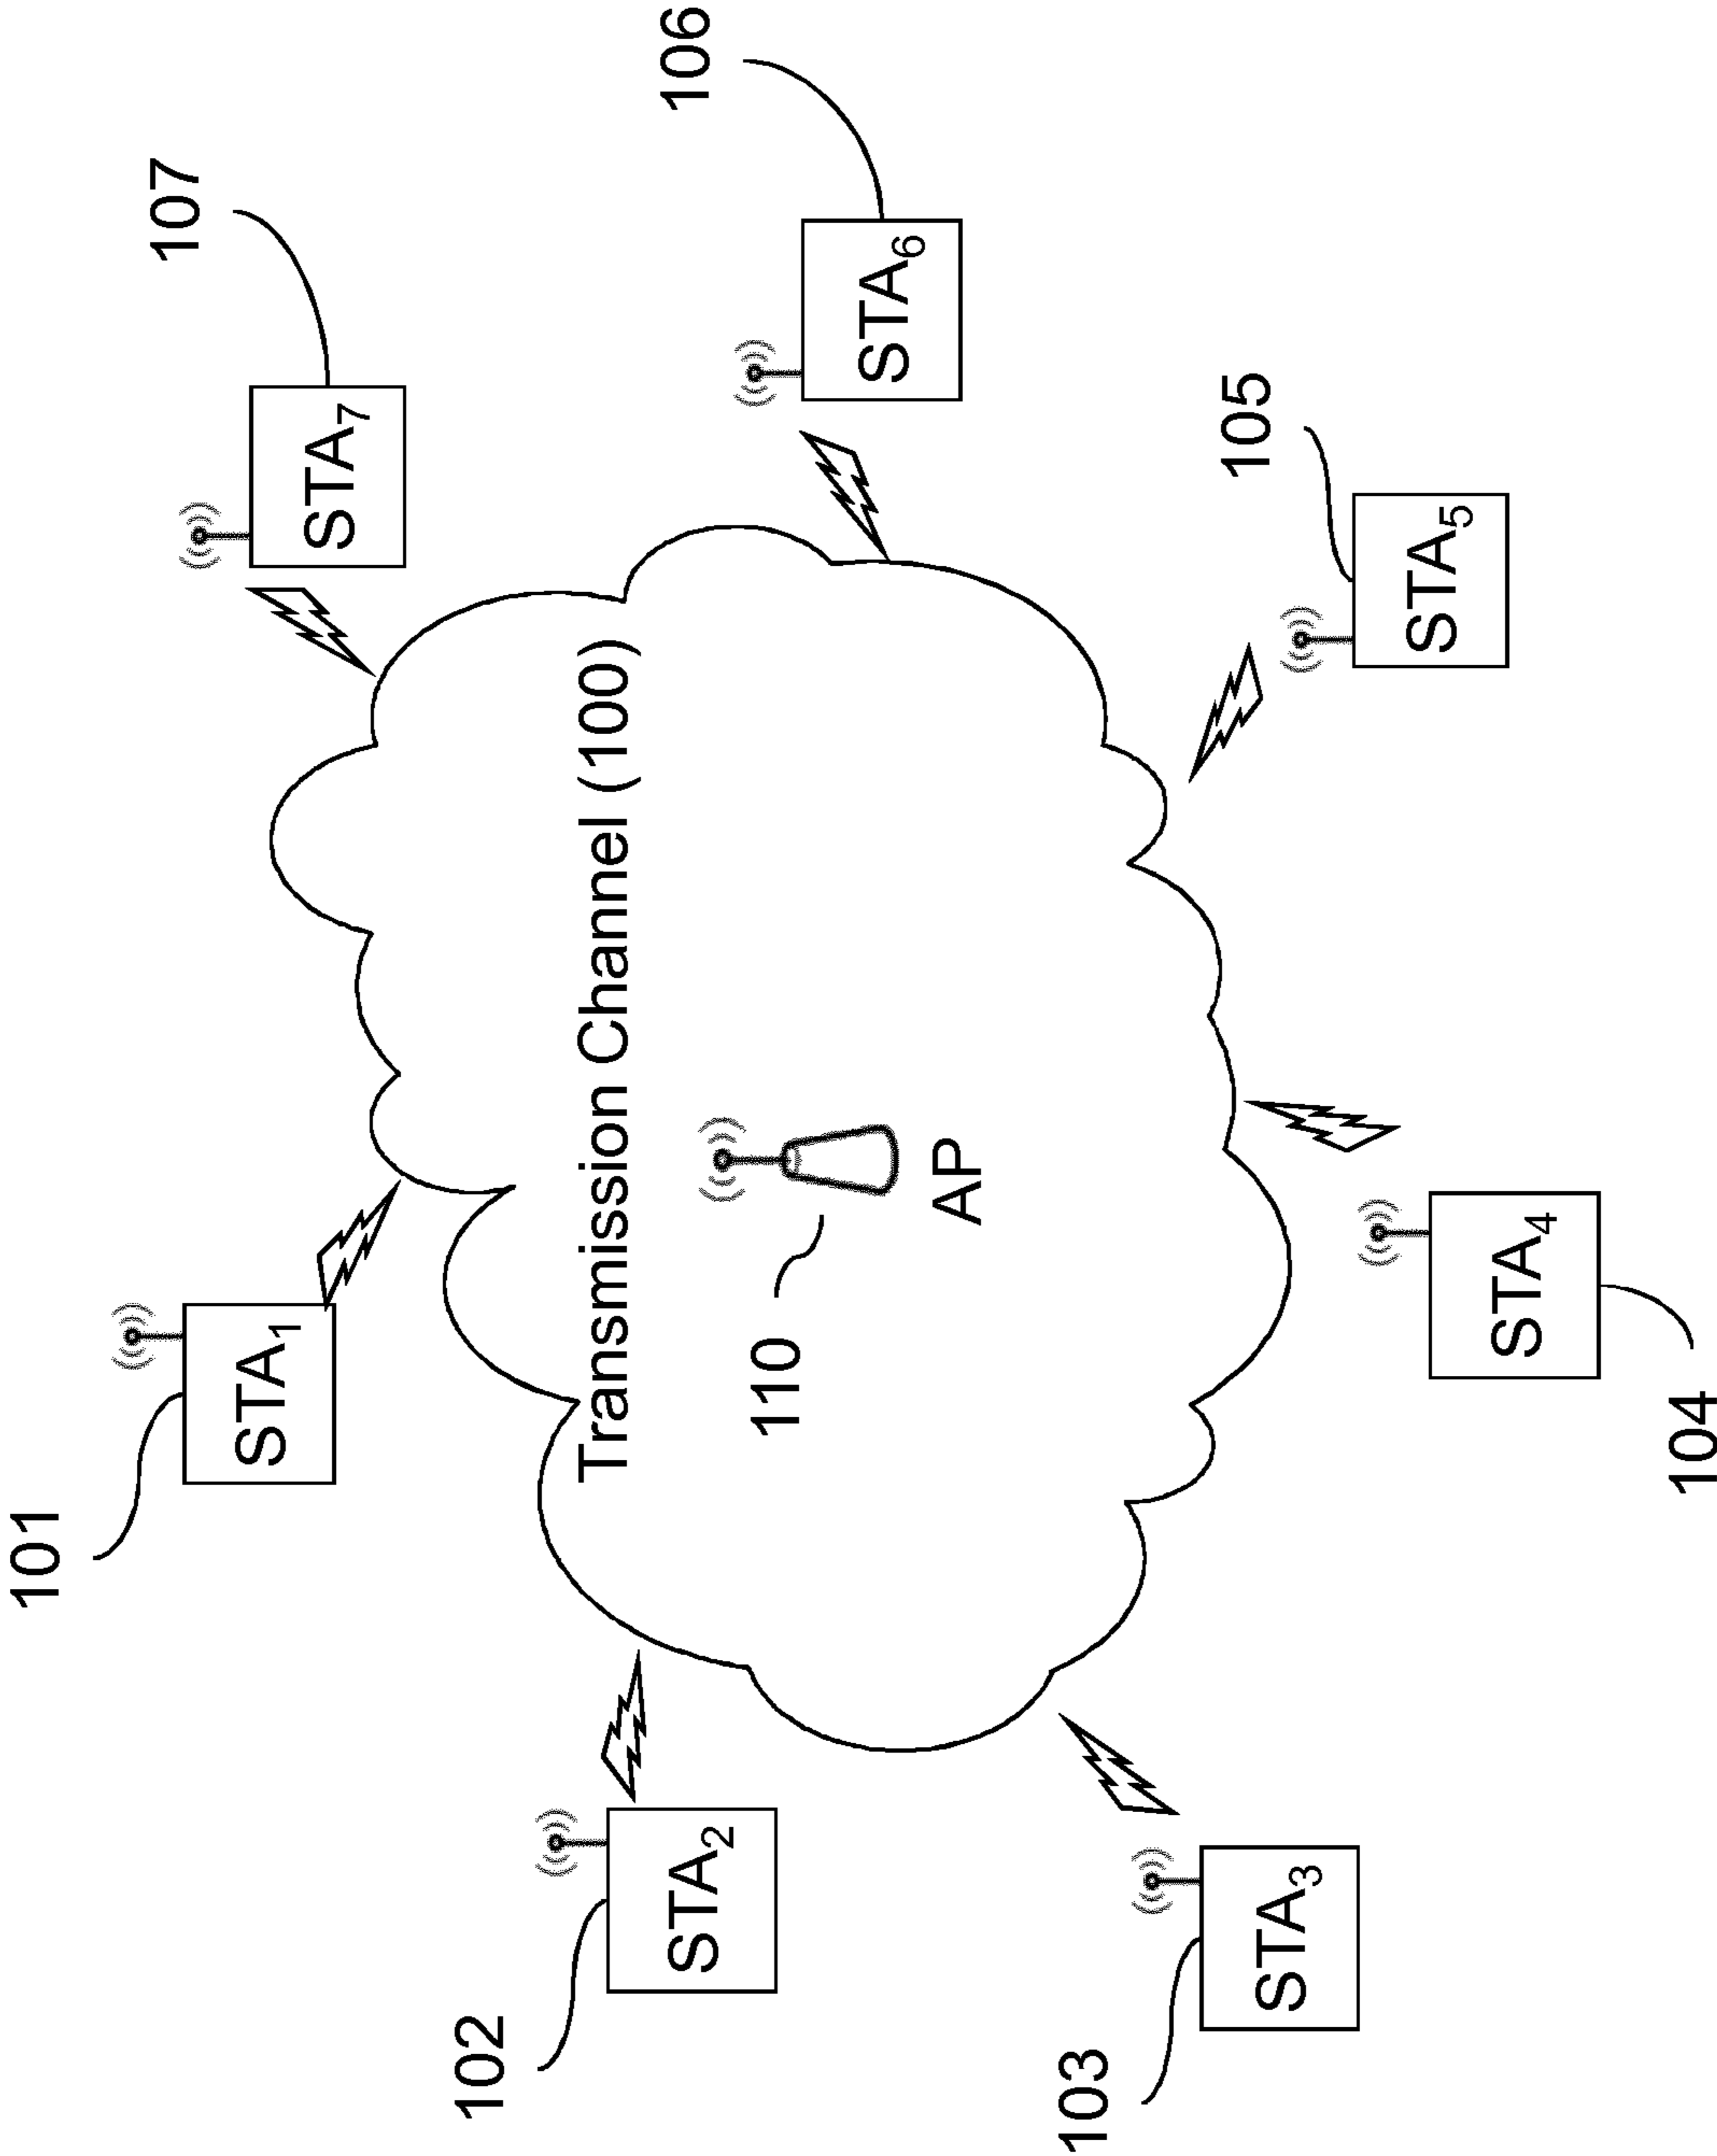 101
STA1
107
STA7
102
STA2
Transmission Channel (100)
110
AP
106
STA6
103
STA3
104
STA4
105
STA5